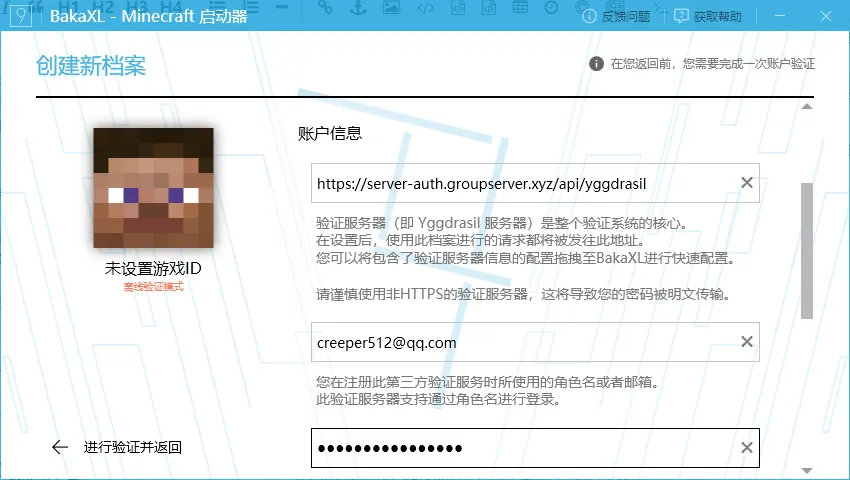 BakaXL - Minecraft 启动器
反馈问题
获取帮助
创建新档案
在您返回前，您需要完成一次账户验证
账户信息
https://server-auth.groupserver.xyz/api/yggdrasil
验证服务器（即 Yggdrasil 服务器）是整个验证系统的核心。
在设置后，使用此档案进行的请求都将被发往此地址。
您可以将包含了验证服务器信息的配置拖拽至BakaXL进行快速配置。
请谨慎使用非HTTPS的验证服务器，这将导致您的密码被明文传输。
未设置游戏ID
离线验证模式
creeper512@qq.com
您在注册此第三方验证服务时所使用的角色名或者邮箱。
此验证服务器支持通过角色名进行登录。
进行验证并返回
●●●●●●●●●●●●●●●●